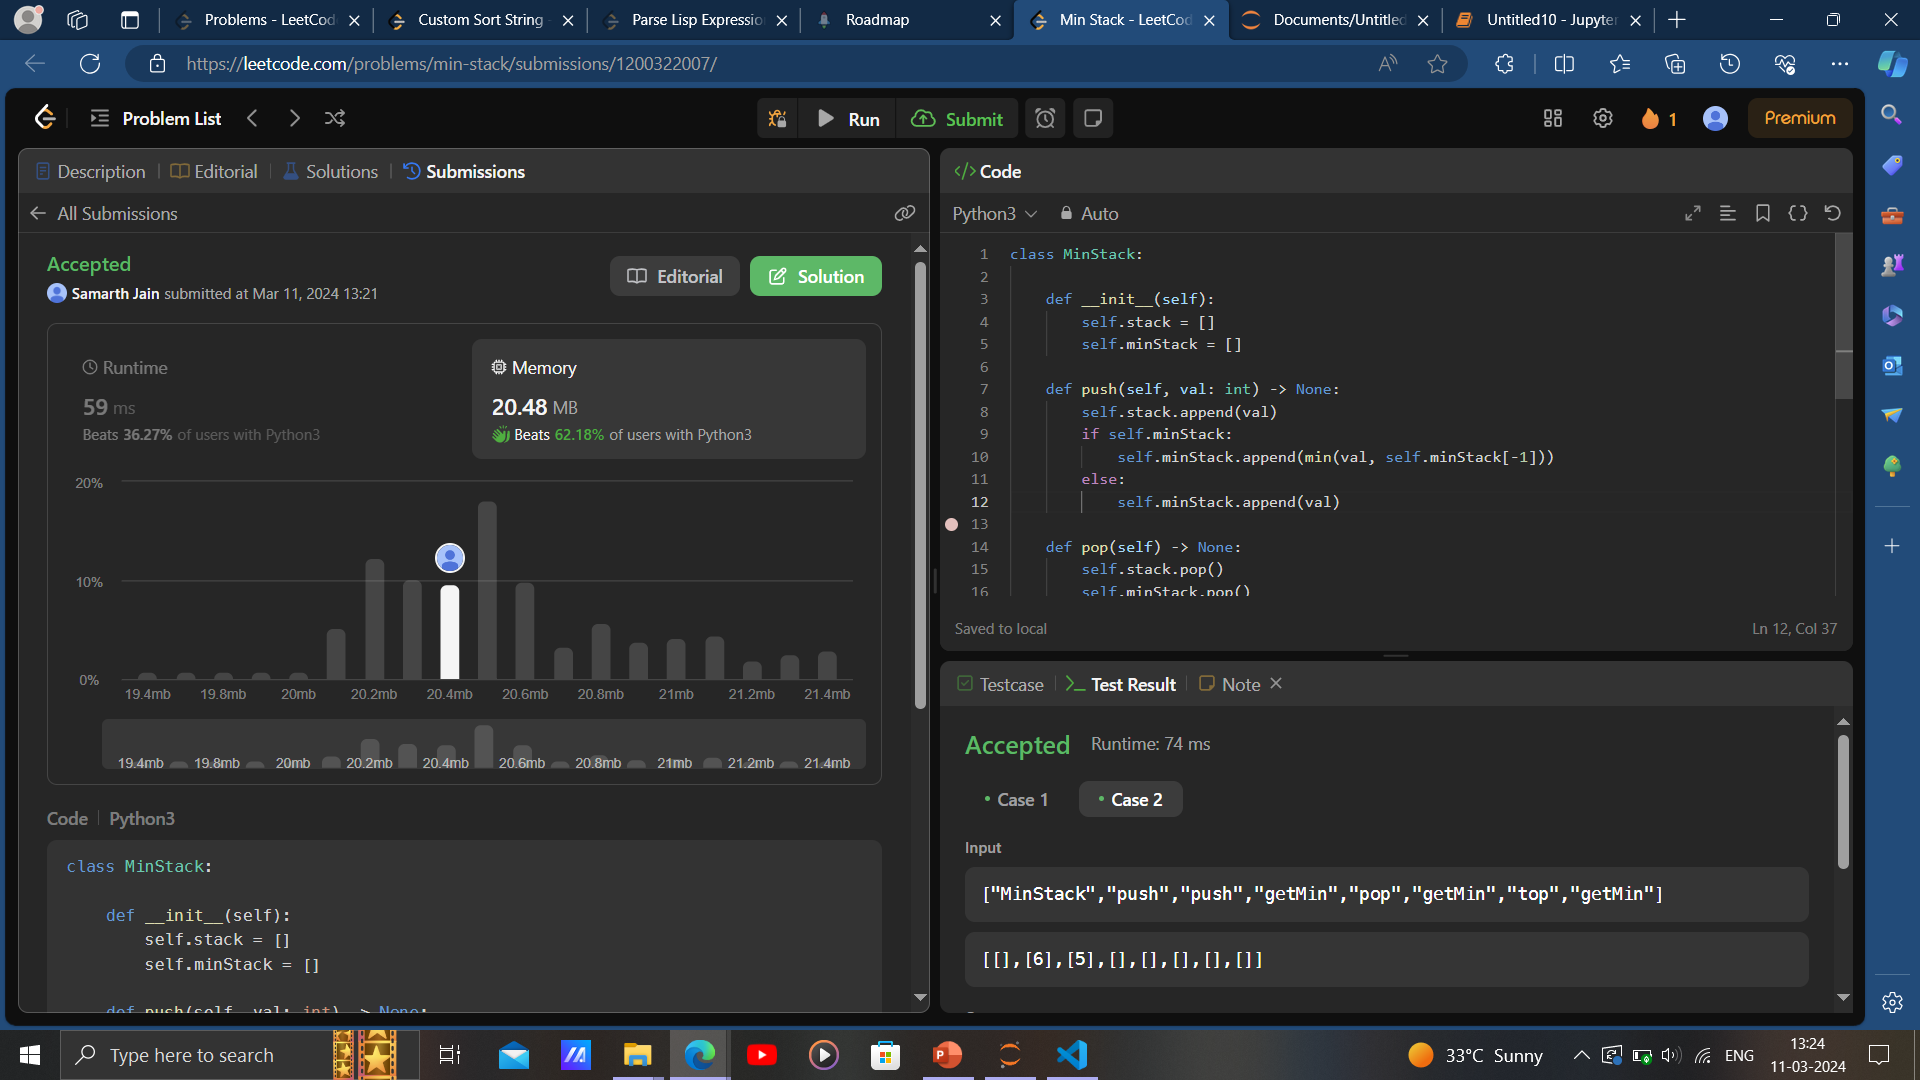 Problems - LeetCod
Custom Sort String
Parse Lisp Expressio
Roadmap
Min Stack - LeetCod
Documents/Untitled
Untitled10 - Jupyter
https://leetcode.com/problems/min-stack/submissions/1200322007/
Problem List
Run
Submit
1
Premium
Description
Editorial
Solutions
Submissions
All Submissions
Accepted
Samarth Jain submitted at Mar 11, 2024 13:21
Editorial
Solution
Runtime
59 ms
Beats 36.27% of users with Python3
Memory
20.48 MB
Beats 62.18% of users with Python3
20%
10%
0%
19.4mb 19.8mb 20mb 20.2mb 20.4mb 20.6mb 20.8mb 21mb 21.2mb 21.4mb
19.4mb 19.8mb 20mb 20.2mb 20.4mb 20.6mb 20.8mb 21mb 21.2mb 21.4mb
Code | Python3
class MinStack:
def __init__(self):
self.stack = []
self.minStack = []
def push(self, val: int) -> None:
</> Code
Python3
Auto
1 class MinStack:
2
3 def __init__(self):
4 self.stack = []
5 self.minStack = []
6
7 def push(self, val: int) -> None:
8 self.stack.append(val)
9 if self.minStack:
10 self.minStack.append(min(val, self.minStack[-1]))
11 else:
12 self.minStack.append(val)
13
14 def pop(self) -> None:
15 self.stack.pop()
16 self.minStack.pop()
Saved to local
Ln 12, Col 37
Testcase
Test Result
Note
Accepted Runtime: 74 ms
Case 1
Case 2
Input
["MinStack","push","push","getMin","pop","getMin","top","getMin"]
[[],[6],[5],[],[],[],[],[]]
Type here to search
33°C Sunny
ENG
13:24
11-03-2024